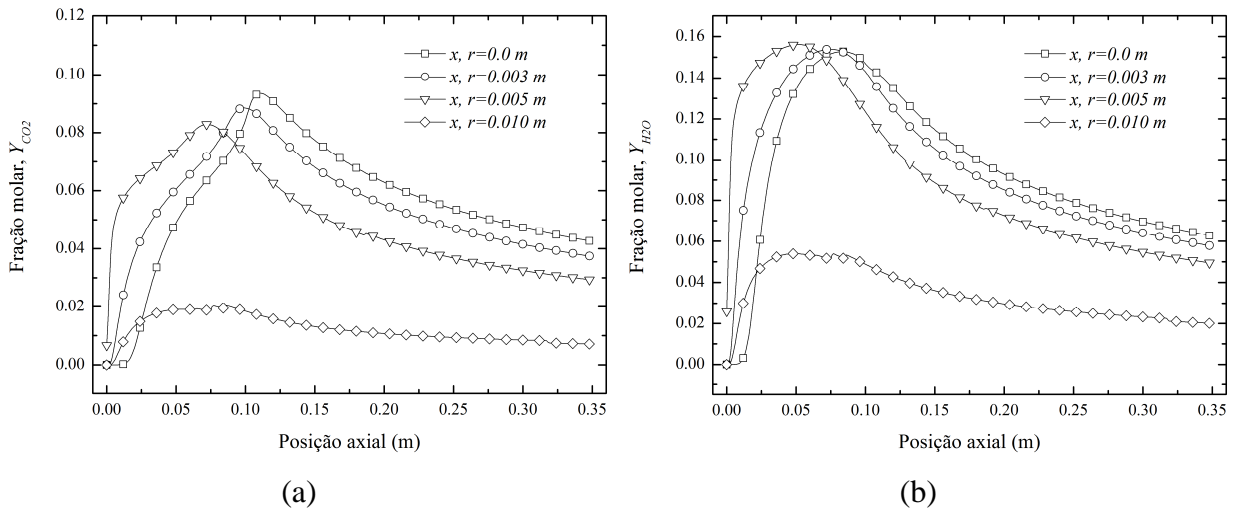 0.12
0.10
0.08
0.06
0.04
0.02
0.00
Fração molar, Y_CO2
x, r=0.0 m
x, r=0.003 m
x, r=0.005 m
x, r=0.010 m
0.00 0.05 0.10 0.15 0.20 0.25 0.30 0.35
Posição axial (m)
(a)
0.16
0.14
0.12
0.10
0.08
0.06
0.04
0.02
0.00
Fração molar, Y_H2O
x, r=0.0 m
x, r=0.003 m
x, r=0.005 m
x, r=0.010 m
0.00 0.05 0.10 0.15 0.20 0.25 0.30 0.35
Posição axial (m)
(b)